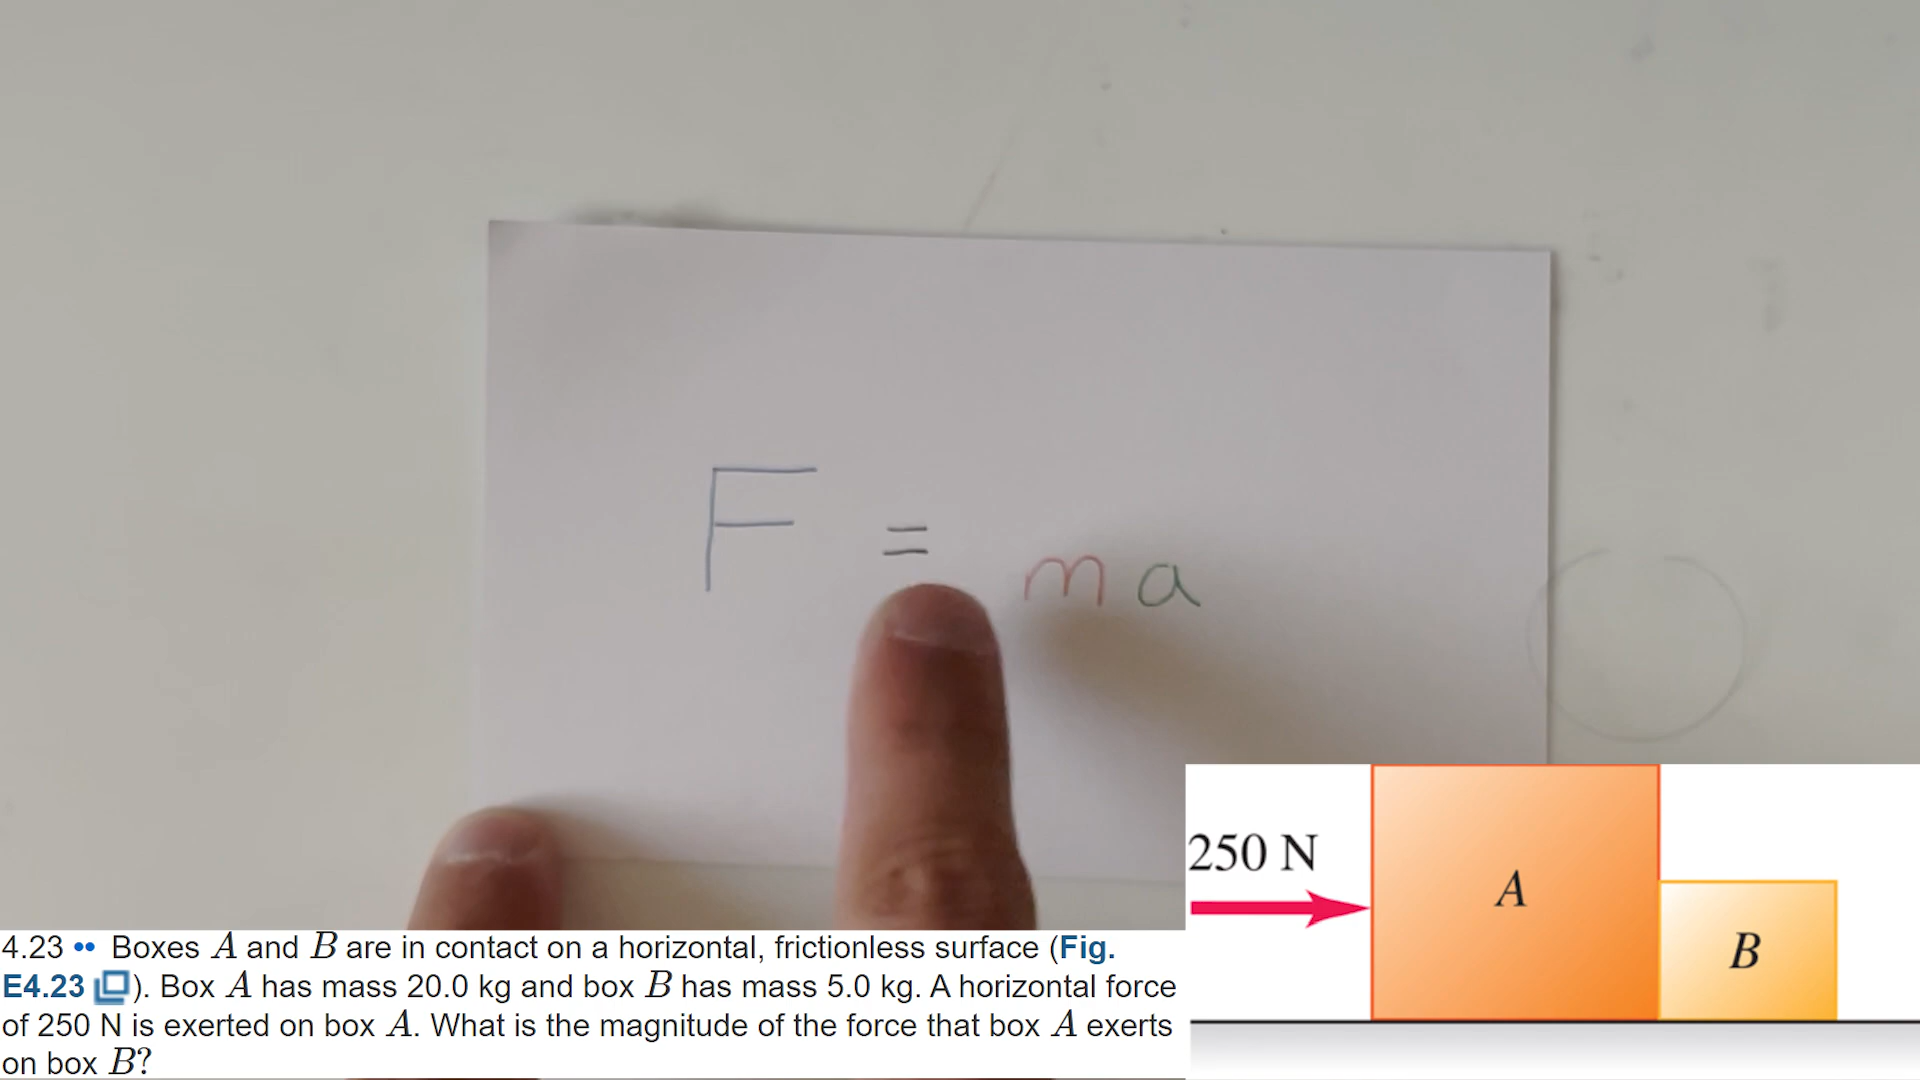 F = ma
250 N
A
B
4.23 •• Boxes A and B are in contact on a horizontal, frictionless surface (Fig.
E4.23). Box A has mass 20.0 kg and box B has mass 5.0 kg. A horizontal force
of 250 N is exerted on box A. What is the magnitude of the force that box A exerts
on box B?